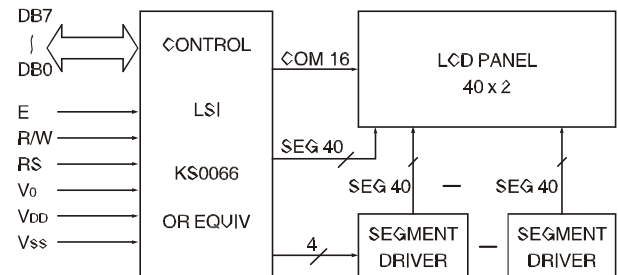 DB7
DB0
E
R/W
RS
V0
VDD
VSS
CONTROL
LSI
KS0066
OR EQUIV
COM 16
SEG 40
4
LCD PANEL
40 x 2
SEG 40 — SEG 40
SEGMENT
DRIVER
—
SEGMENT
DRIVER